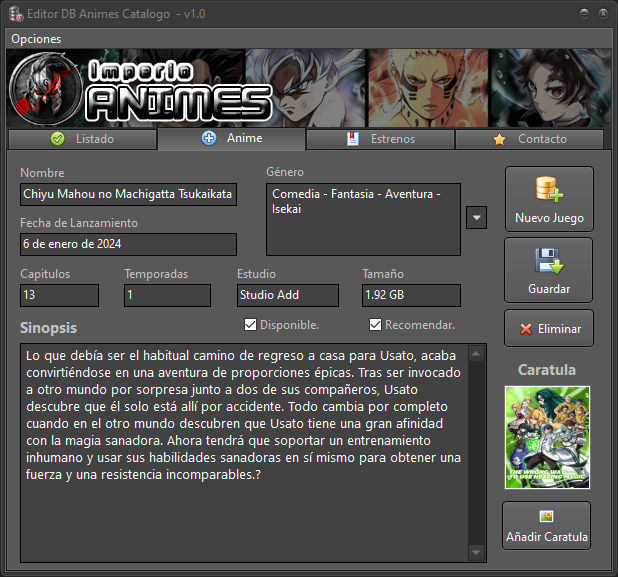 Editor DB Animes Catalogo - v1.0
Opciones
Imperio
ANIMES
Listado
Anime
Estrenos
Contacto
Nombre
Chiyu Mahou no Machigatta Tsukaikata
Género
Comedia - Fantasia - Aventura -
Isekai
Nuevo Juego
Fecha de Lanzamiento
6 de enero de 2024
Guardar
Capitulos
13
Temporadas
1
Estudio
Studio Add
Tamaño
1.92 GB
Eliminar
Sinopsis
Disponible.
Recomendar.
Lo que debía ser el habitual camino de regreso a casa para Usato, acaba
convirtiéndose en una aventura de proporciones épicas. Tras ser invocado
a otro mundo por sorpresa junto a dos de sus compañeros, Usato
descubre que él solo está allí por accidente. Todo cambia por completo
cuando en el otro mundo descubren que Usato tiene una gran afinidad
con la magia sanadora. Ahora tendrá que soportar un entrenamiento
inhumano y usar sus habilidades sanadoras en sí mismo para obtener una
fuerza y una resistencia incomparables.?
Caratula
THE WRONG WAY
TO USE HEALING MAGIC
Añadir Caratula